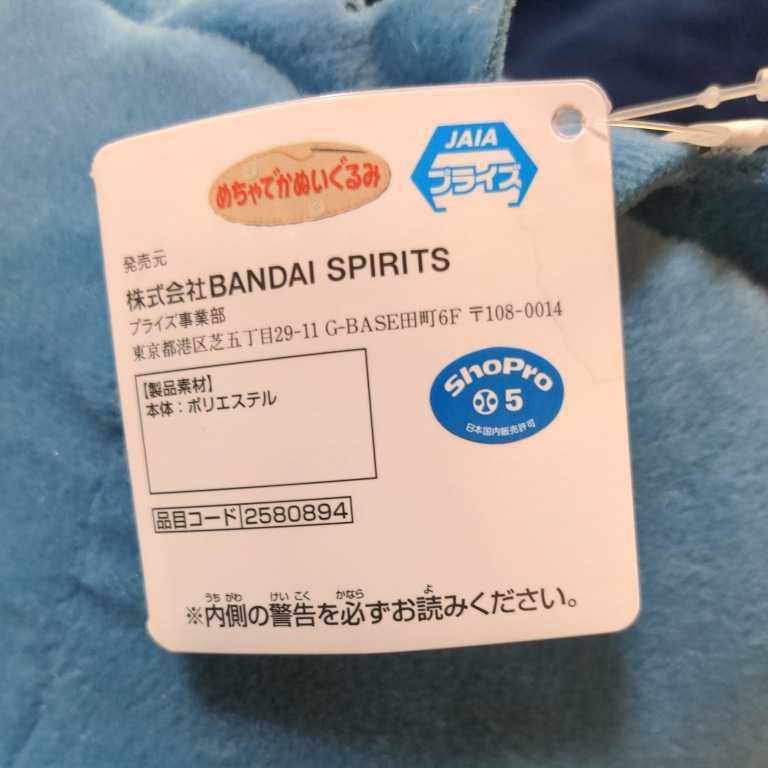 めちゃでかぬいぐるみ
JAIA
プライズ
発売元
株式会社BANDAI SPIRITS
プライズ事業部
東京都港区芝五丁目29-11 G-BASE田町6F 〒108-0014
ShoPro
5
日本国内販売許可
【製品素材】
本体：ポリエステル
品目コード 2580894
うち がわ けい こく かなら よ
※内側の警告を必ずお読みください。